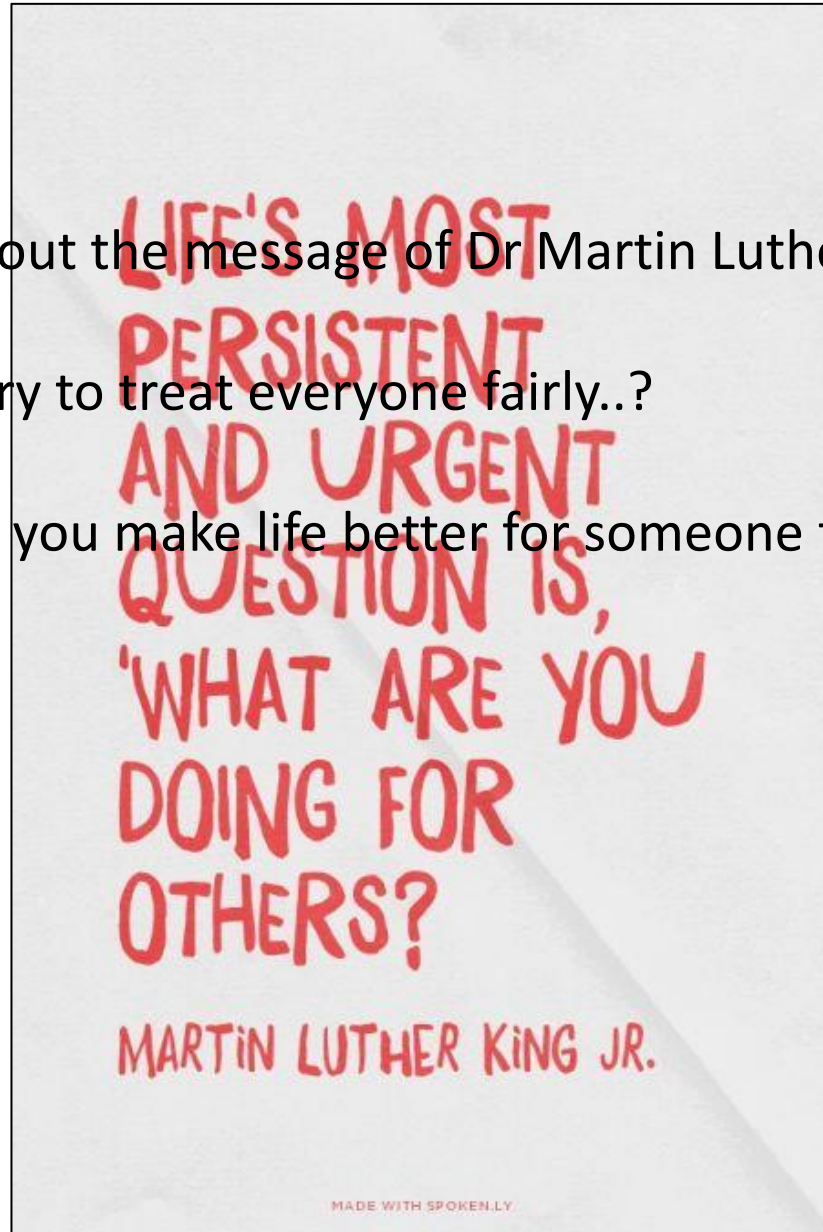 LIFE'S MOST
out the message of Dr Martin Luth
PERSISTENT
ry to treat everyone fairly..?
AND URGENT
you make life better for someone
QUESTION IS,
'WHAT ARE YOU
DOING FOR
OTHERS?
MARTIN LUTHER KING JR.
MADE WITH SPOKEN.LY